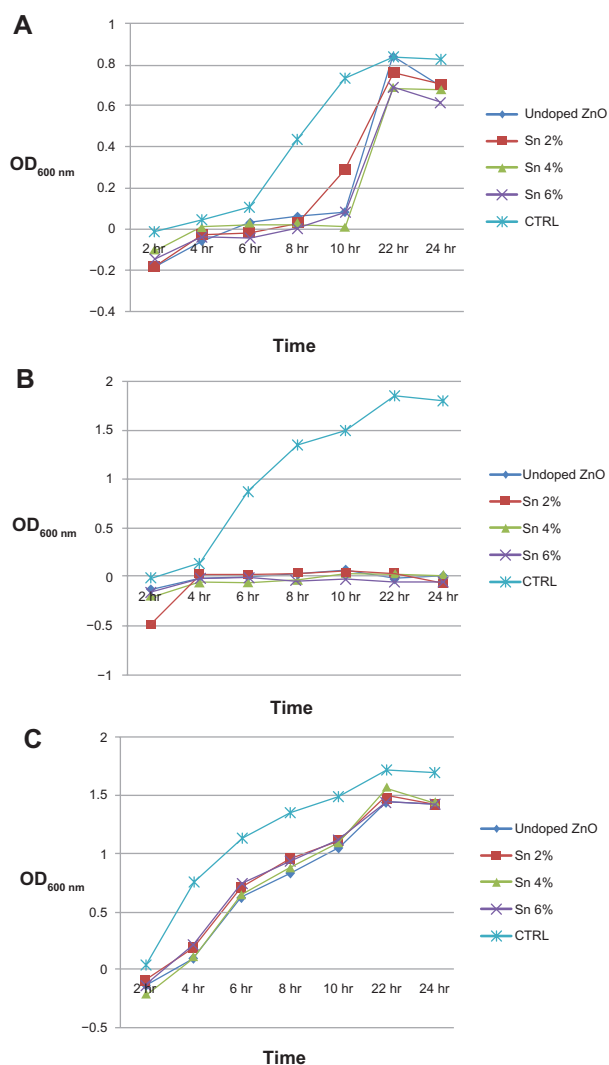 A
1
0.8
0.6
0.4
0.2
0
−0.2
−0.4
OD600 nm
2 hr 4 hr 6 hr 8 hr 10 hr 22 hr 24 hr
Time
Undoped ZnO
Sn 2%
Sn 4%
Sn 6%
CTRL
B
2
1.5
1
0.5
0
−0.5
−1
OD600 nm
2 hr 4 hr 6 hr 8 hr 10 hr 22 hr 24 hr
Time
Undoped ZnO
Sn 2%
Sn 4%
Sn 6%
CTRL
C
2
1.5
1
0.5
0
−0.5
OD600 nm
2 hr 4 hr 6 hr 8 hr 10 hr 22 hr 24 hr
Time
Undoped ZnO
Sn 2%
Sn 4%
Sn 6%
CTRL